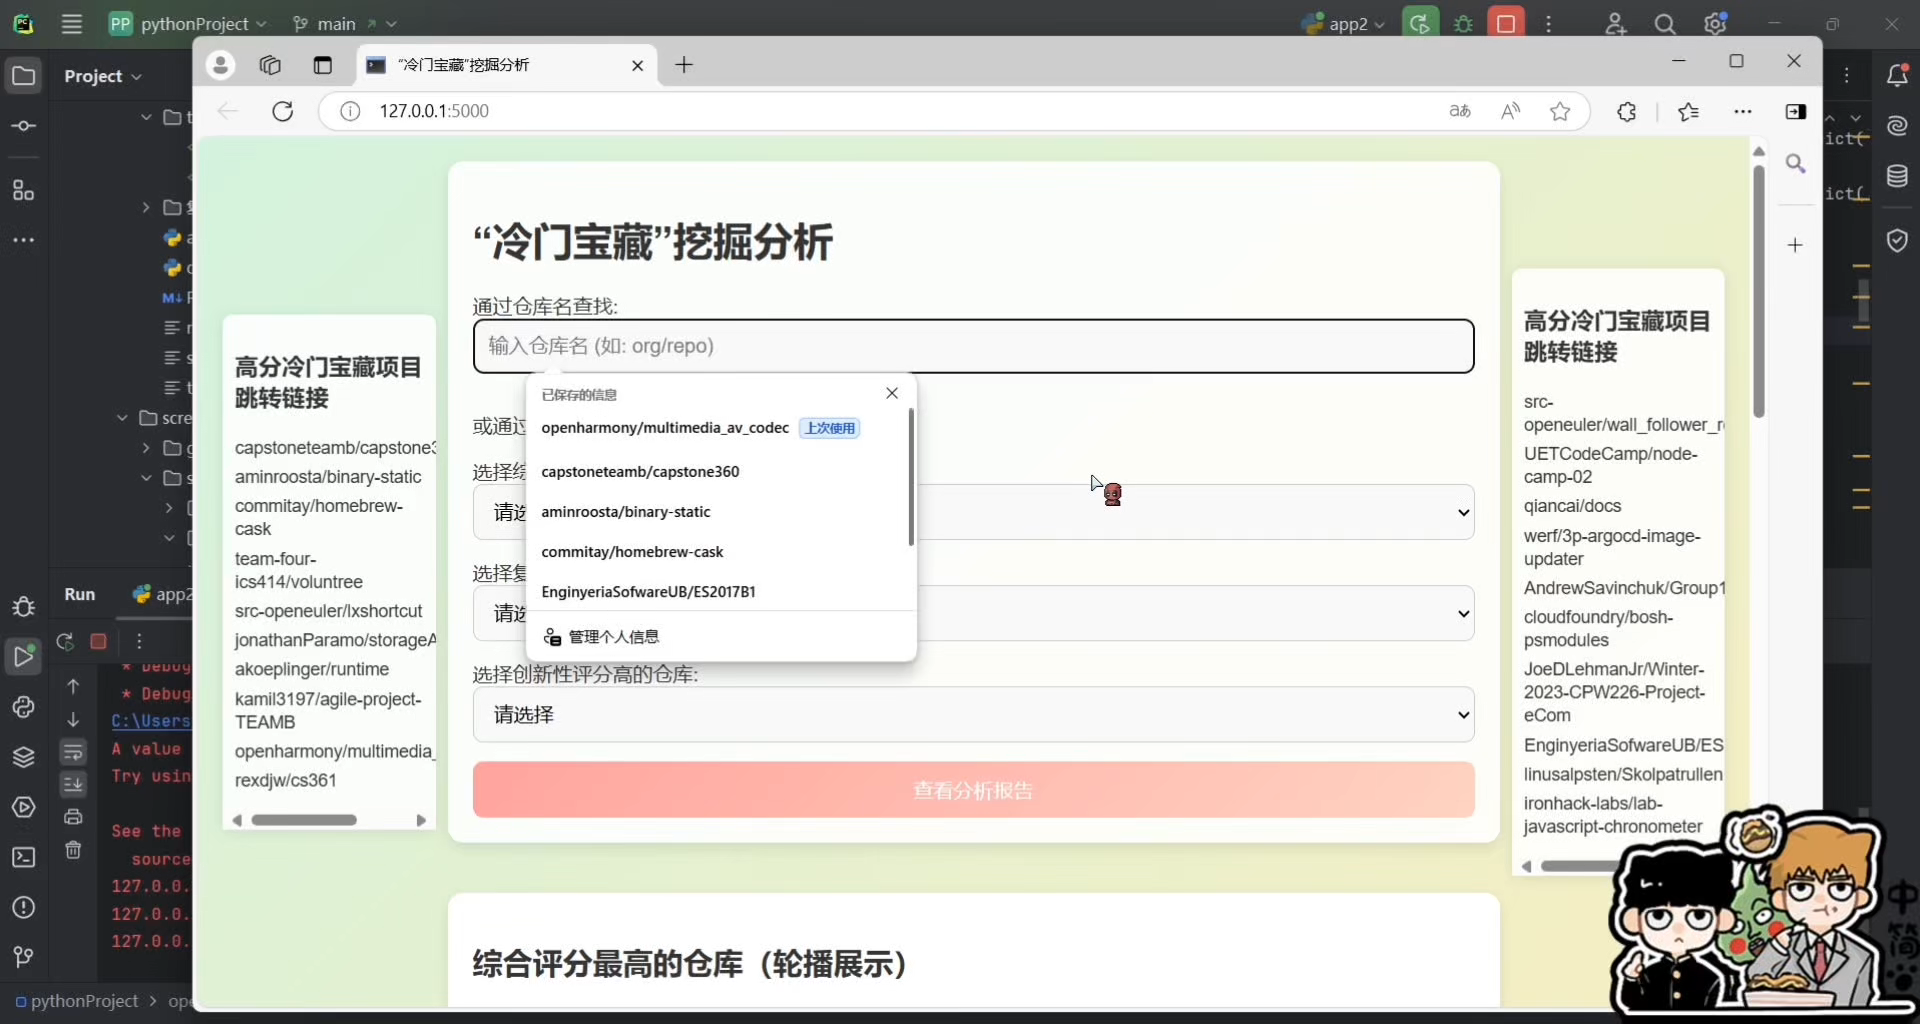 PP pythonProject
main
app2
Project
“冷门宝藏”挖掘分析
127.0.0.1:5000
“冷门宝藏”挖掘分析
通过仓库名查找:
输入仓库名 (如: org/repo)
已保存的信息
openharmony/multimedia_av_codec 上次使用
capstoneteamb/capstone360
aminroosta/binary-static
commitay/homebrew-cask
EnginyeriaSofwareUB/ES2017B1
管理个人信息
或通过
选择综
请选
选择复
请选
选择创新性评分高的仓库:
请选择
查看分析报告
综合评分最高的仓库（轮播展示）
高分冷门宝藏项目
跳转链接
capstoneteamb/capstone3
aminroosta/binary-static
commitay/homebrew-
cask
team-four-
ics414/voluntree
src-openeuler/lxshortcut
jonathanParamo/storageA
akoeplinger/runtime
kamil3197/agile-project-
TEAMB
openharmony/multimedia_
rexdjw/cs361
高分冷门宝藏项目
跳转链接
src-
openeuler/wall_follower_r
UETCodeCamp/node-
camp-02
qiancai/docs
werf/3p-argocd-image-
updater
AndrewSavinchuk/Group1
cloudfoundry/bosh-
psmodules
JoeDLehmanJr/Winter-
2023-CPW226-Project-
eCom
EnginyeriaSofwareUB/ES
linusalpsten/Skolpatrullen
ironhack-labs/lab-
javascript-chronometer
ict(
ict(
scre
Run
app2
* Debug
* Debug
C:\Users
A value
Try usin
See the
source
127.0.0.
127.0.0.
127.0.0.
pythonProject > ope
中
简